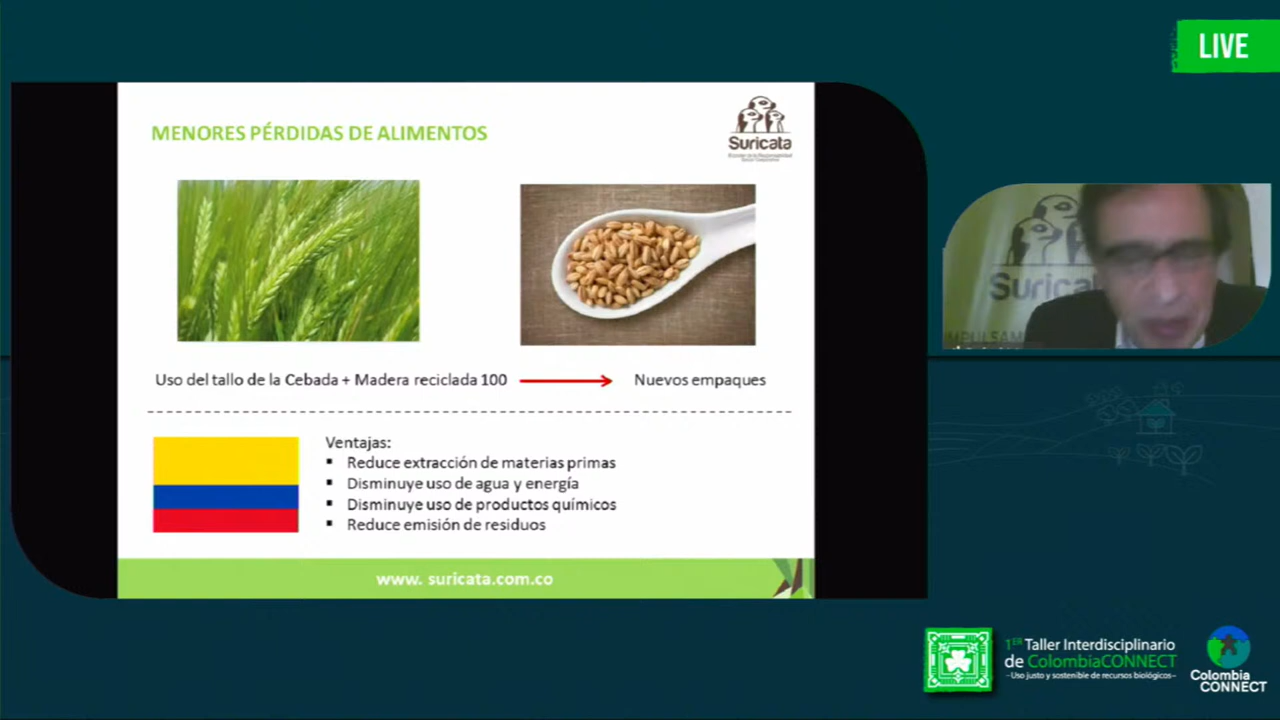 LIVE
MENORES PÉRDIDAS DE ALIMENTOS
Suricata
Uso del tallo de la Cebada + Madera reciclada 100
Nuevos empaques
Ventajas:
Reduce extracción de materias primas
Disminuye uso de agua y energía
Disminuye uso de productos químicos
Reduce emisión de residuos
www. suricata.com.co
1ER Taller Interdisciplinario
de ColombiaCONNECT
-Uso justo y sostenible de recursos biológicos-
Colombia
CONNECT